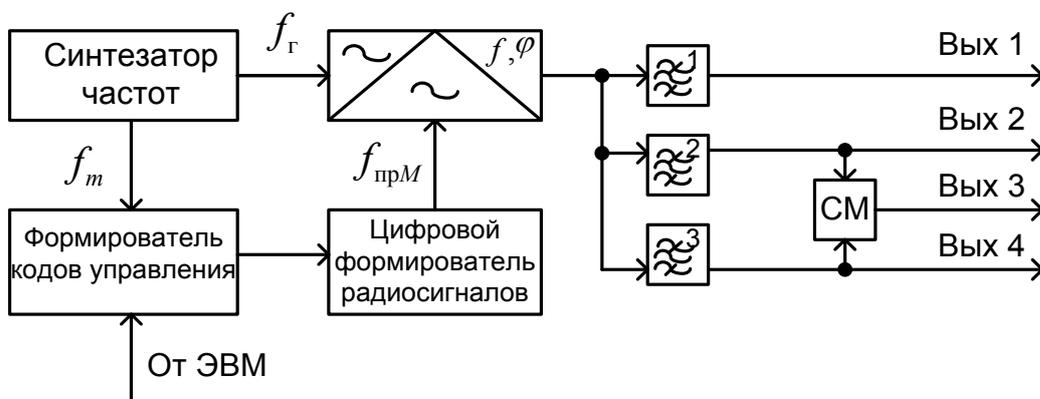 Синтезатор
частот
f_г
f,φ
1
Вых 1
2
Вых 2
f_m
f_прМ
СМ
Вых 3
Формирователь
кодов управления
Цифровой
формирователь
радиосигналов
3
Вых 4
От ЭВМ